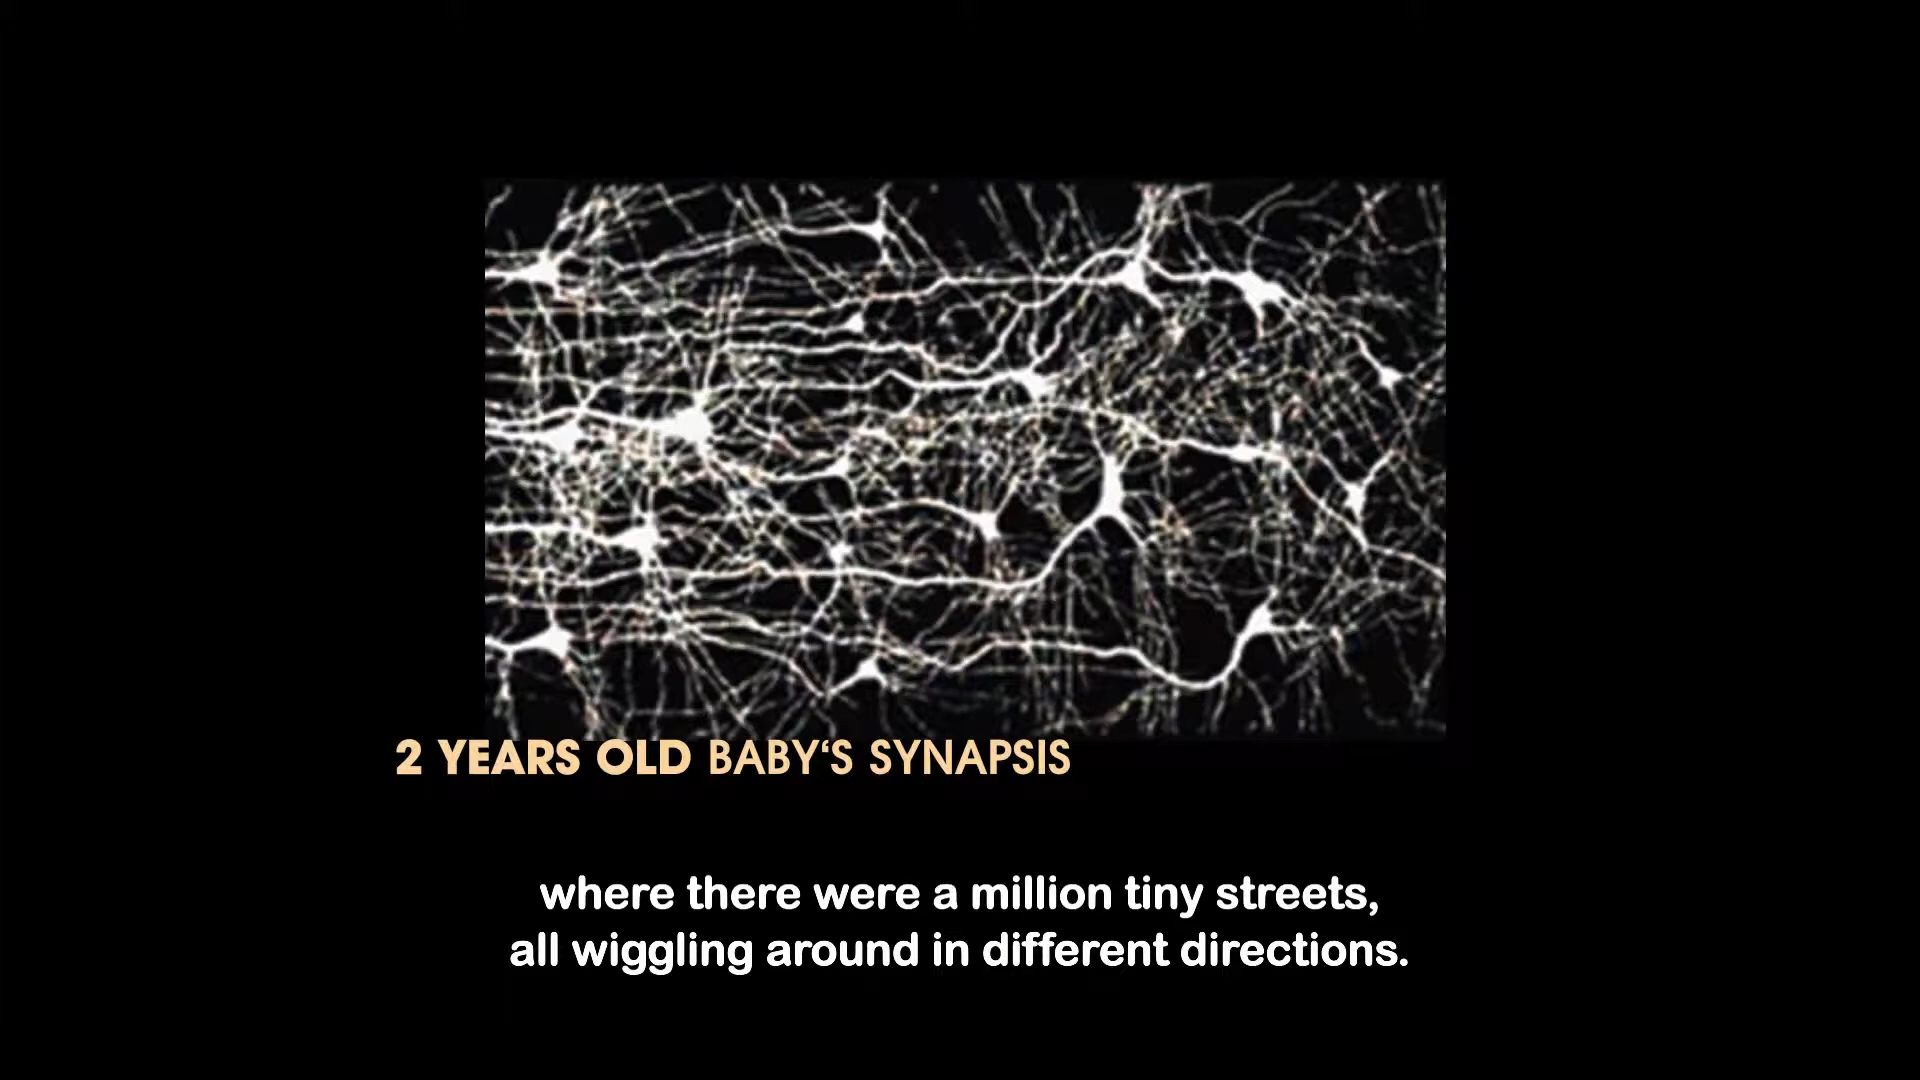 2 YEARS OLD BABY‘S SYNAPSIS
where there were a million tiny streets,
all wiggling around in different directions.